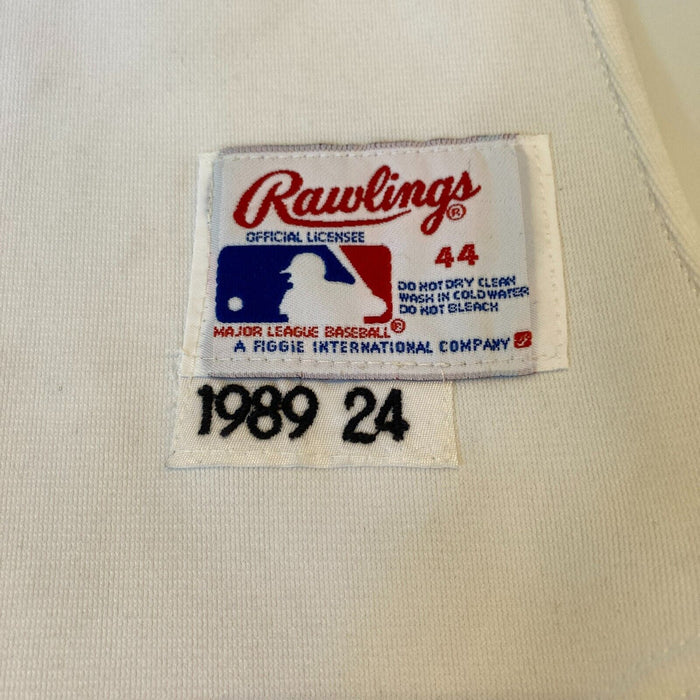 Rawlings®
OFFICIAL LICENSEE
44
DO NOT DRY CLEAN
WASH IN COLD WATER
DO NOT BLEACH
MAJOR LEAGUE BASEBALL®
A FIGGIE INTERNATIONAL COMPANY
1989 24